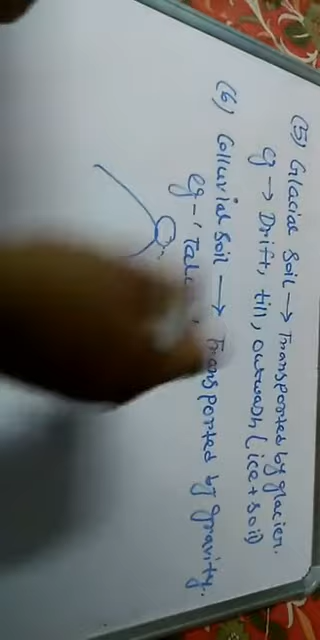 (5) Glacial Soil → Transported by glacier.
eg → Drift, till, outwash (ice+soil)
(6) Colluvial Soil → Transported by gravity.
eg -